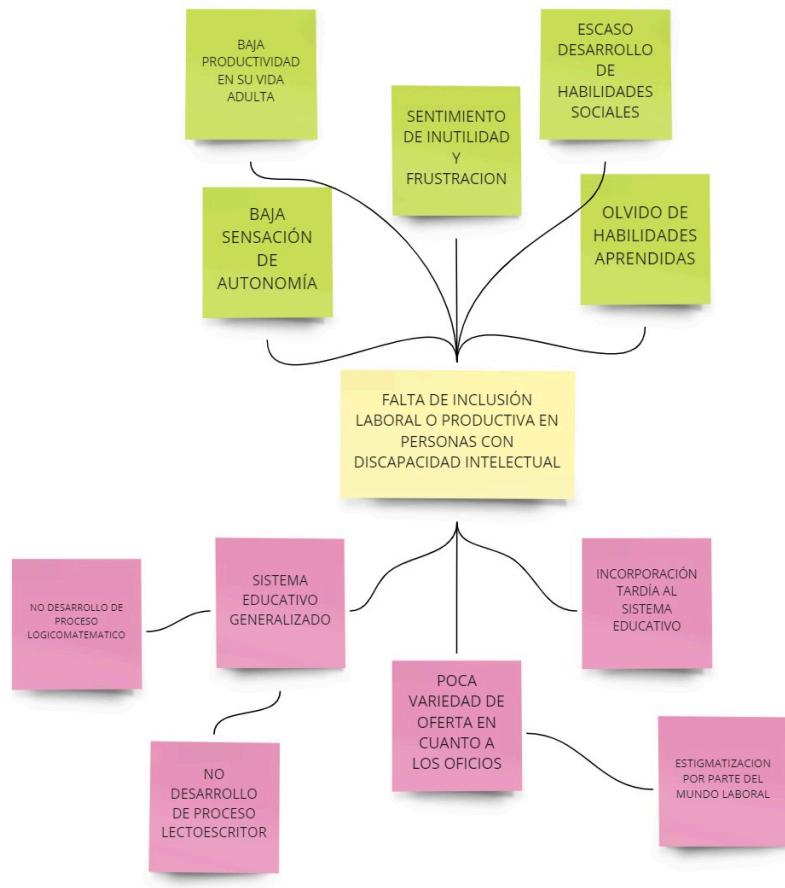 BAJA
PRODUCTIVIDAD
EN SU VIDA
ADULTA
ESCASO
DESARROLLO
DE
HABILIDADES
SOCIALES
SENTIMIENTO
DE INUTILIDAD
Y
FRUSTRACION
BAJA
SENSACIÓN
DE
AUTONOMÍA
OLVIDO DE
HABILIDADES
APRENDIDAS
FALTA DE INCLUSIÓN
LABORAL O PRODUCTIVA EN
PERSONAS CON
DISCAPACIDAD INTELECTUAL
NO DESARROLLO DE
PROCESO
LOGICOMATEMATICO
SISTEMA
EDUCATIVO
GENERALIZADO
INCORPORACIÓN
TARDÍA AL
SISTEMA
EDUCATIVO
POCA
VARIEDAD DE
OFERTA EN
CUANTO A
LOS OFICIOS
NO
DESARROLLO
DE PROCESO
LECTOESCRITOR
ESTIGMATIZACION
POR PARTE DEL
MUNDO LABORAL